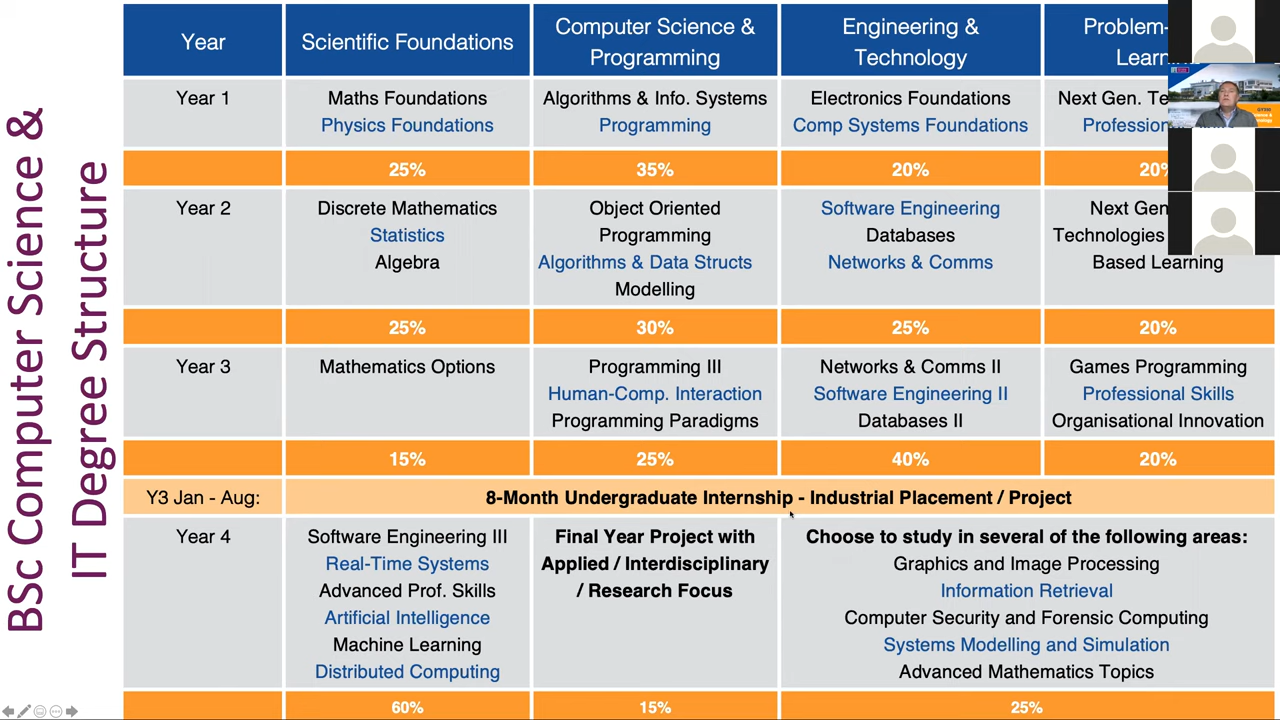 BSc Computer Science &
IT Degree Structure
Year
Scientific Foundations
Computer Science &
Programming
Engineering &
Technology
Problem-
Year 1
Maths Foundations
Physics Foundations
Algorithms & Info. Systems
Programming
Electronics Foundations
Comp Systems Foundations
Next Gen.
25%
35%
20%
20%
Year 2
Discrete Mathematics
Statistics
Algebra
Object Oriented
Programming
Algorithms & Data Structs
Modelling
Software Engineering
Databases
Networks & Comms
Next Gen
Technologies
Based Learning
25%
30%
25%
20%
Year 3
Mathematics Options
Programming III
Human-Comp. Interaction
Programming Paradigms
Networks & Comms II
Software Engineering II
Databases II
Games Programming
Professional Skills
Organisational Innovation
15%
25%
40%
20%
Y3 Jan - Aug:
8-Month Undergraduate Internship - Industrial Placement / Project
Year 4
Software Engineering III
Real-Time Systems
Advanced Prof. Skills
Artificial Intelligence
Machine Learning
Distributed Computing
Final Year Project with
Applied / Interdisciplinary
/ Research Focus
Choose to study in several of the following areas:
Graphics and Image Processing
Information Retrieval
Computer Security and Forensic Computing
Systems Modelling and Simulation
Advanced Mathematics Topics
60%
15%
25%